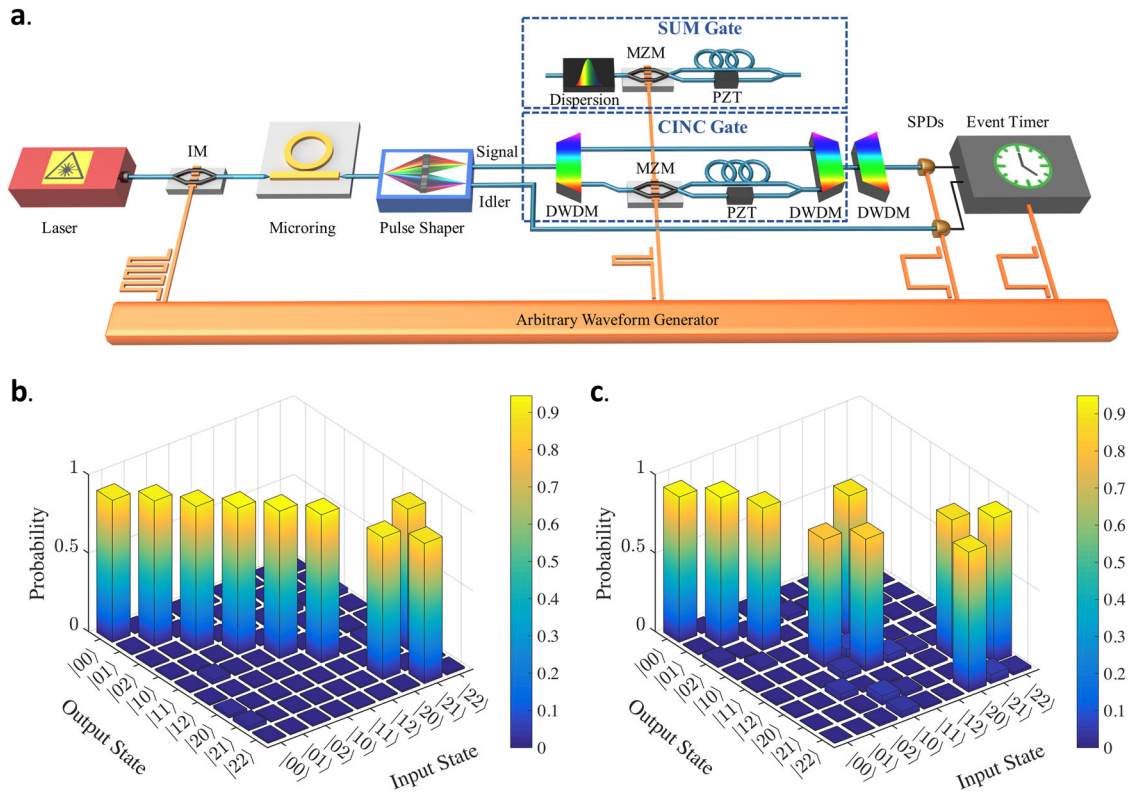 a.
SUM Gate
MZM
Dispersion
PZT
CINC Gate
SPDs
Event Timer
IM
Signal
MZM
Idler
DWDM
PZT
DWDM
DWDM
Laser
Microring
Pulse Shaper
Arbitrary Waveform Generator
b.
1
0.5
0
Probability
|00⟩
|01⟩
|02⟩
|10⟩
|11⟩
|12⟩
|20⟩
|21⟩
|22⟩
Output State
|00⟩
|01⟩
|02⟩
|10⟩
|11⟩
|12⟩
|20⟩
|21⟩
|22⟩
Input State
0.9
0.8
0.7
0.6
0.5
0.4
0.3
0.2
0.1
0
c.
1
0.5
0
Probability
|00⟩
|01⟩
|02⟩
|10⟩
|11⟩
|12⟩
|20⟩
|21⟩
|22⟩
Output State
|00⟩
|01⟩
|02⟩
|10⟩
|11⟩
|12⟩
|20⟩
|21⟩
|22⟩
Input State
0.9
0.8
0.7
0.6
0.5
0.4
0.3
0.2
0.1
0